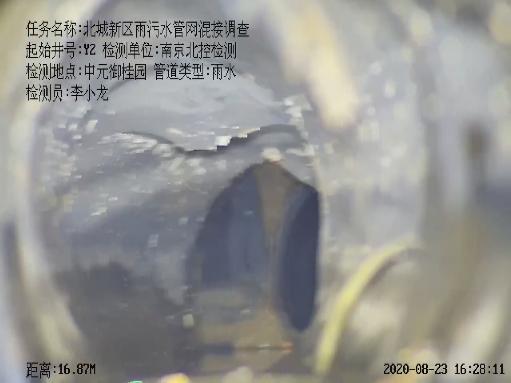 任务名称:北城新区雨污水管网混接调查
起始井号:Y2 检测单位:南京北控检测
检测地点:中元御桂园 管道类型:雨水
检测员:李小龙
距离:16.87M
2020-08-23 16:28:11